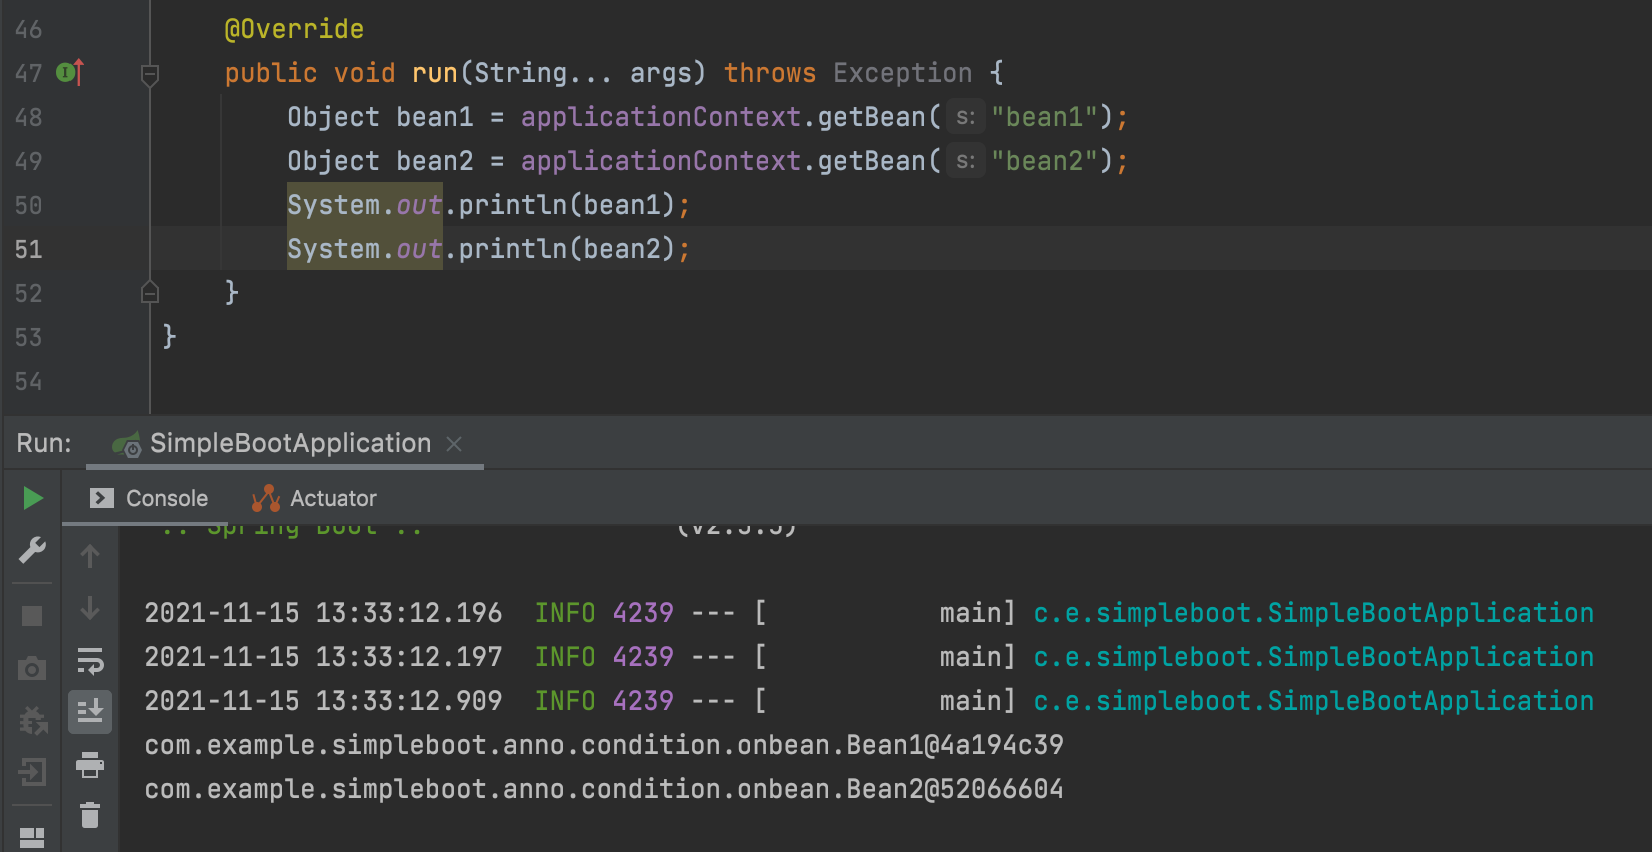 46 @Override
47 public void run(String... args) throws Exception {
48 Object bean1 = applicationContext.getBean( s: "bean1");
49 Object bean2 = applicationContext.getBean( s: "bean2");
50 System.out.println(bean1);
51 System.out.println(bean2);
52 }
53 }
54
Run: SimpleBootApplication
Console Actuator
:: Spring Boot ::
2021-11-15 13:33:12.196 INFO 4239 --- [ main] c.e.simpleboot.SimpleBootApplication
2021-11-15 13:33:12.197 INFO 4239 --- [ main] c.e.simpleboot.SimpleBootApplication
2021-11-15 13:33:12.909 INFO 4239 --- [ main] c.e.simpleboot.SimpleBootApplication
com.example.simpleboot.anno.condition.onbean.Bean1@4a194c39
com.example.simpleboot.anno.condition.onbean.Bean2@52066604